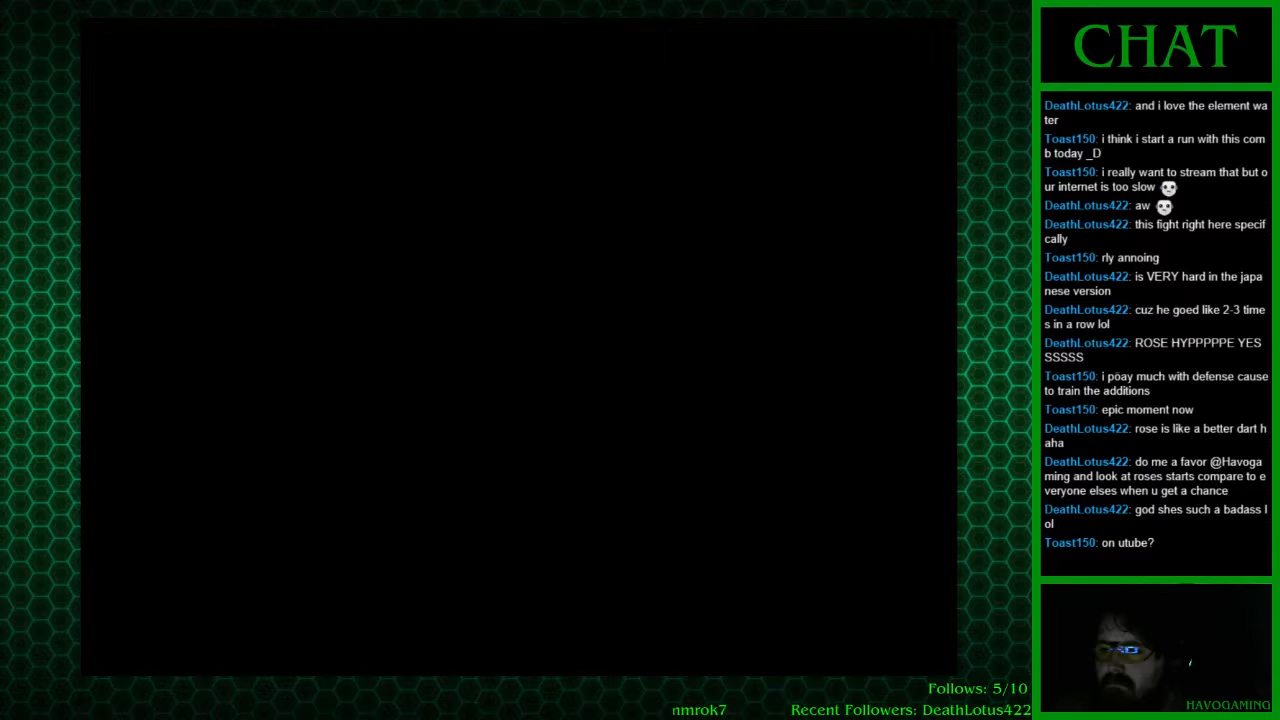 CHAT
DeathLotus422: and i love the element wa
ter
Toast150: i think i start a run with this com
b today _D
Toast150: i really want to stream that but o
ur internet is too slow
DeathLotus422: aw
DeathLotus422: this fight right here specif
cally
Toast150: rly annoing
DeathLotus422: is VERY hard in the japa
nese version
DeathLotus422: cuz he goed like 2-3 time
s in a row lol
DeathLotus422: ROSE HYPPPPPE YES
SSSSS
Toast150: i pöay much with defense cause
to train the additions
Toast150: epic moment now
DeathLotus422: rose is like a better dart h
aha
DeathLotus422: do me a favor @Havoga
ming and look at roses starts compare to e
veryone elses when u get a chance
DeathLotus422: god shes such a badass l
ol
Toast150: on utube?
Follows: 5/10
nmrok7
Recent Followers: DeathLotus422
HAVOGAMING